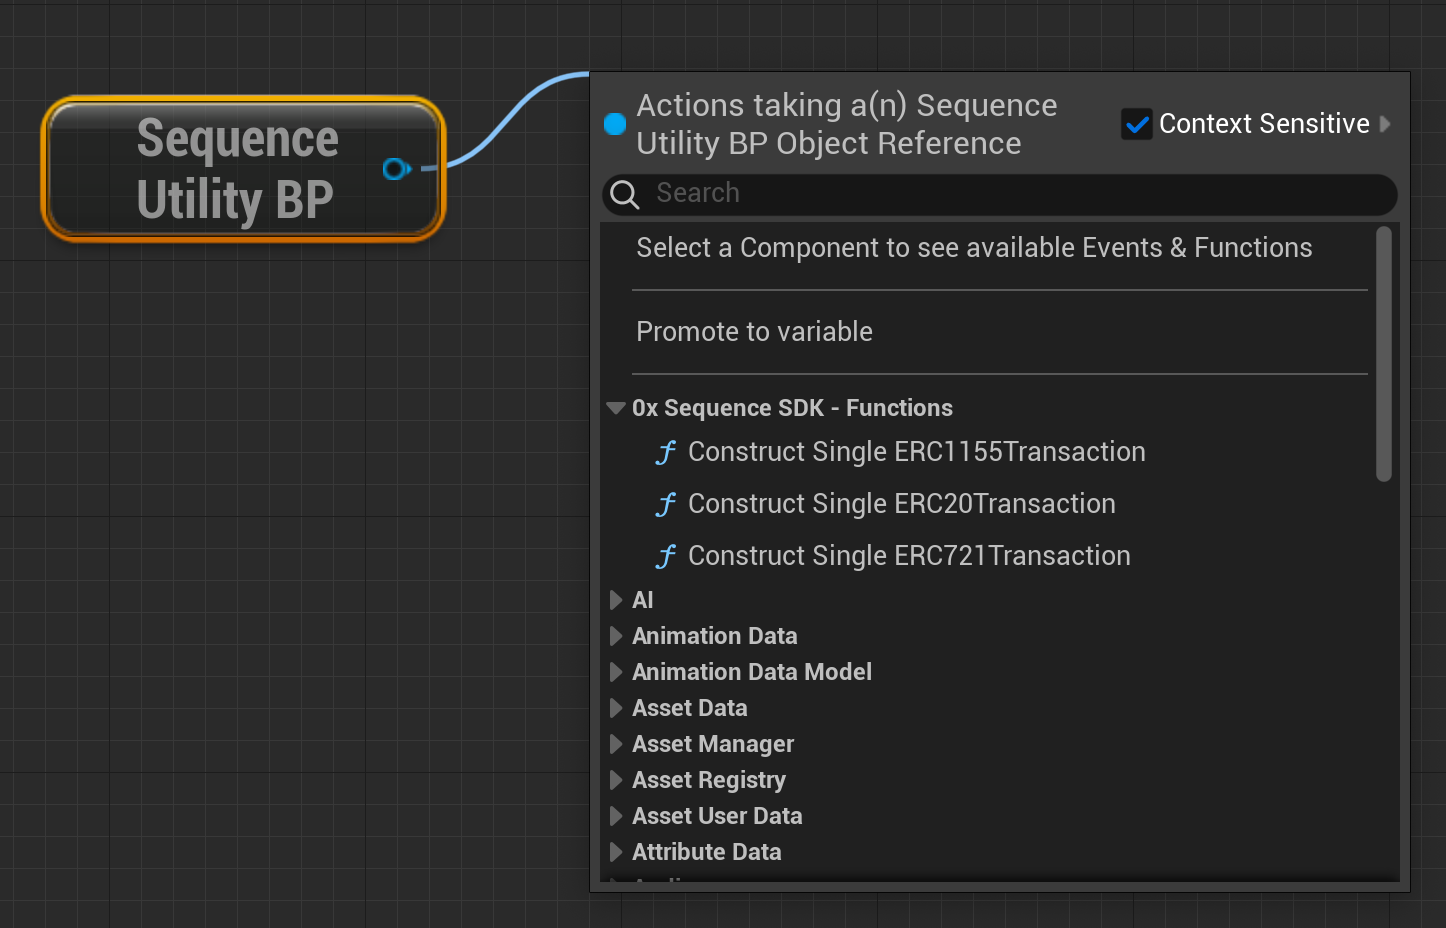 Sequence
Utility BP
Actions taking a(n) Sequence
Utility BP Object Reference
Context Sensitive
Search
Select a Component to see available Events & Functions
Promote to variable
0x Sequence SDK - Functions
f Construct Single ERC1155Transaction
f Construct Single ERC20Transaction
f Construct Single ERC721Transaction
AI
Animation Data
Animation Data Model
Asset Data
Asset Manager
Asset Registry
Asset User Data
Attribute Data